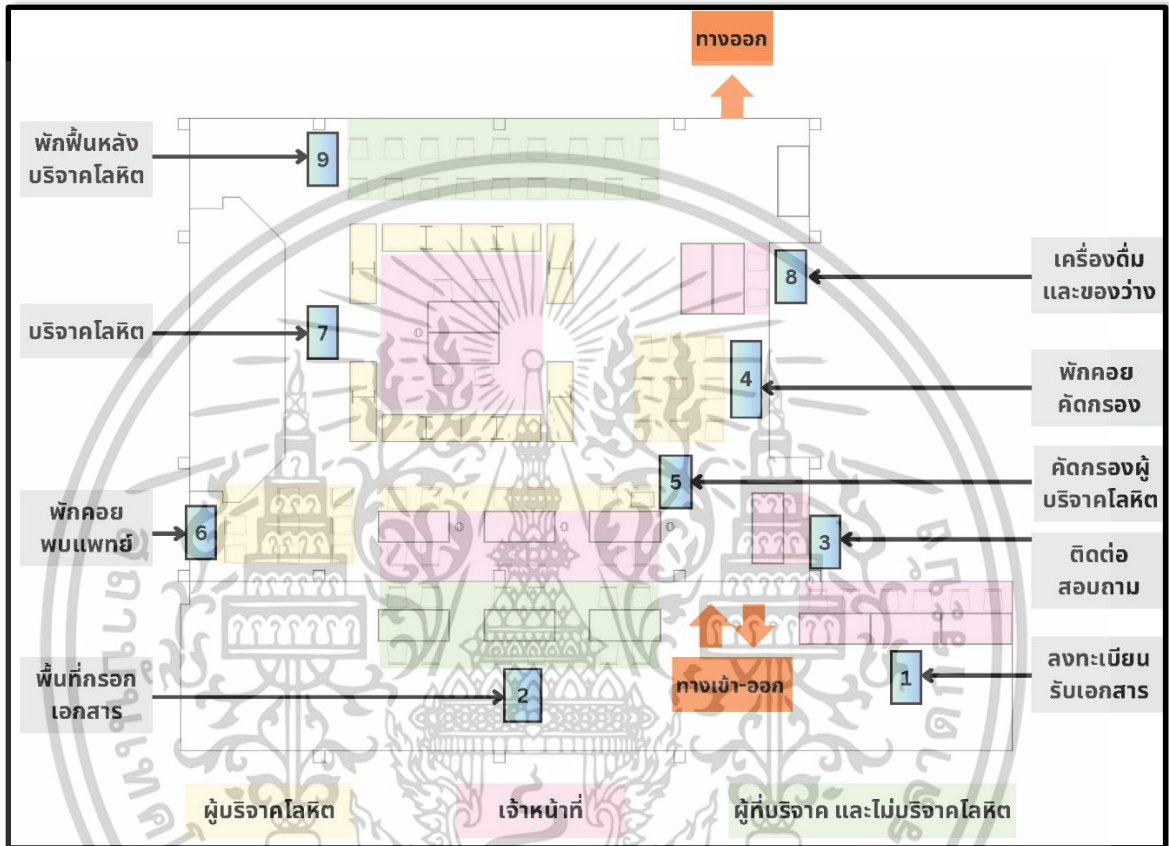 ทางออก
พักฟื้นหลัง
บริจาคโลหิต
9
เครื่องดื่ม
และของว่าง
8
บริจาคโลหิต
7
พักคอย
คัดกรอง
4
คัดกรองผู้
บริจาคโลหิต
5
พักคอย
พบแพทย์
6
3
ติดต่อ
สอบถาม
พื้นที่กรอก
เอกสาร
2
ทางเข้า-ออก
1
ลงทะเบียน
รับเอกสาร
ผู้บริจาคโลหิต
เจ้าหน้าที่
ผู้ที่บริจาค และไม่บริจาคโลหิต